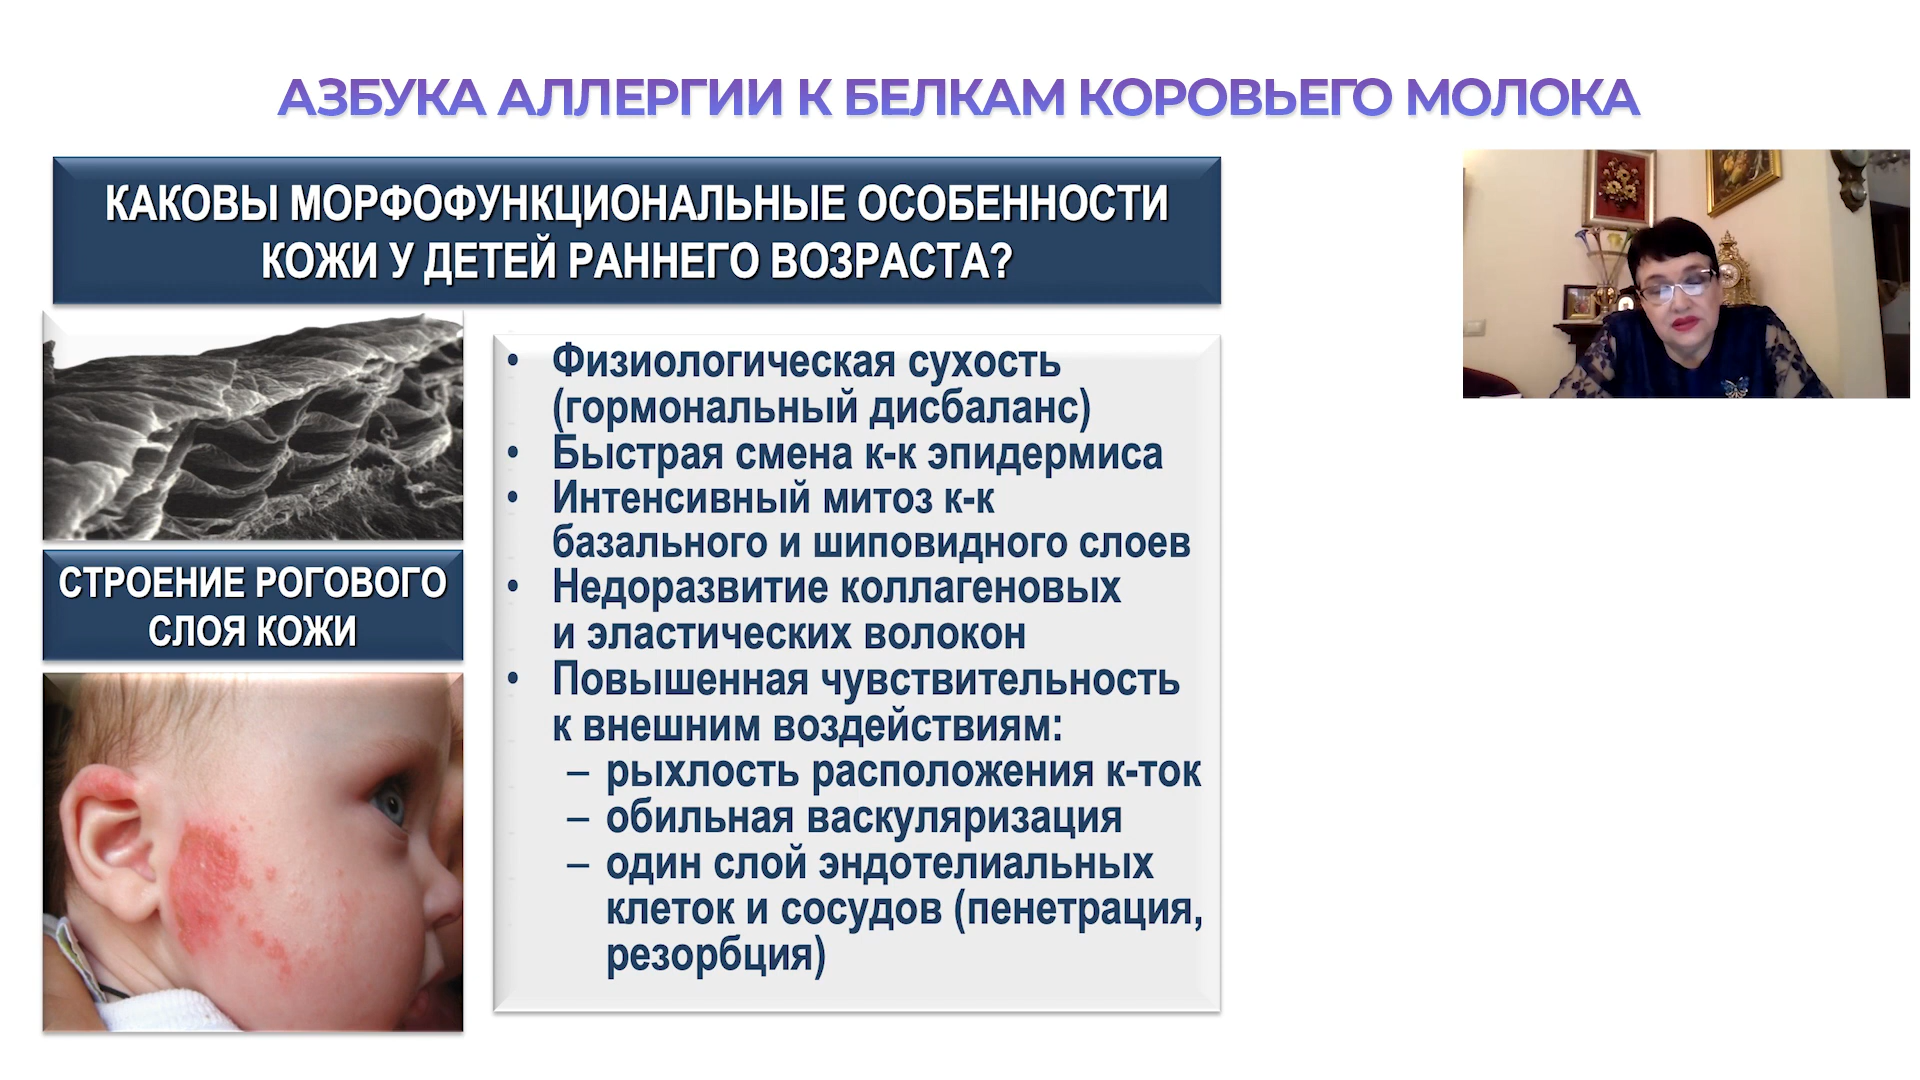 АЗБУКА АЛЛЕРГИИ К БЕЛКАМ КОРОВЬЕГО МОЛОКА
КАКОВЫ МОРФОФУНКЦИОНАЛЬНЫЕ ОСОБЕННОСТИ
КОЖИ У ДЕТЕЙ РАННЕГО ВОЗРАСТА?
СТРОЕНИЕ РОГОВОГО
СЛОЯ КОЖИ
• Физиологическая сухость
(гормональный дисбаланс)
• Быстрая смена к-к эпидермиса
• Интенсивный митоз к-к
базального и шиповидного слоев
• Недоразвитие коллагеновых
и эластических волокон
• Повышенная чувствительность
к внешним воздействиям:
– рыхлость расположения к-ток
– обильная васкуляризация
– один слой эндотелиальных
клеток и сосудов (пенетрация,
резорбция)